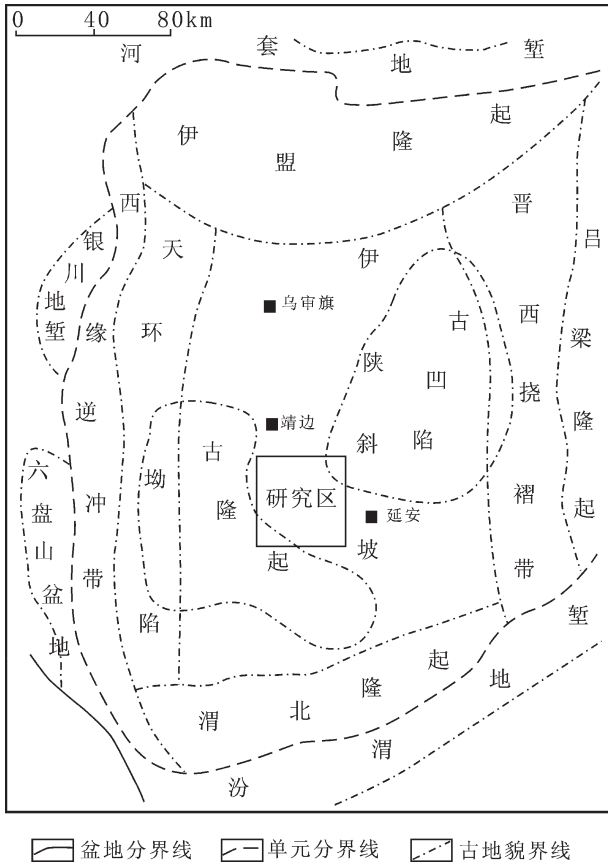 0 40 80km
河套地堑
伊盟隆起
西缘逆冲带
银川地堑
天环坳陷
伊陕斜坡
晋西挠褶带
吕梁隆起
乌审旗
古凹陷
靖边
古隆起
研究区
延安
六盘山盆地
渭北隆起
汾渭地堑
盆地分界线 单元分界线 古地貌界线